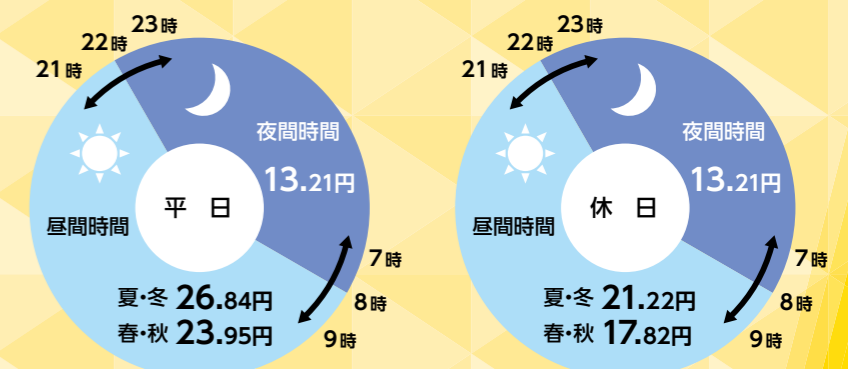 23時
22時
21時
夜間時間
13.21円
平 日
昼間時間
7時
8時
9時
夏・冬 26.84円
春・秋 23.95円
23時
22時
21時
夜間時間
13.21円
休 日
昼間時間
7時
8時
9時
夏・冬 21.22円
春・秋 17.82円